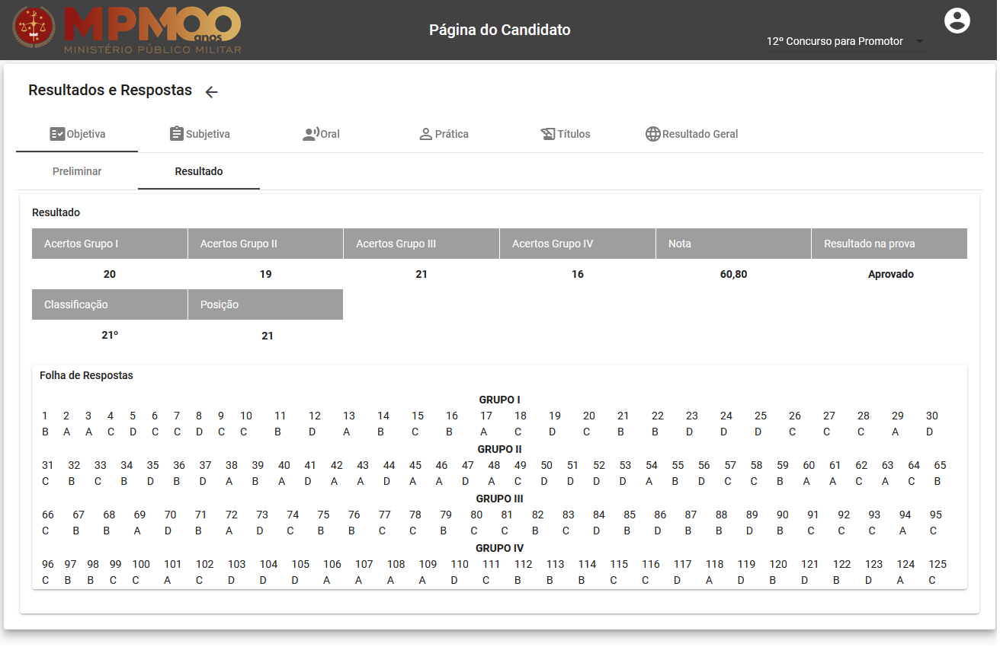 MPM100 anos
MINISTÉRIO PÚBLICO MILITAR
Página do Candidato
12º Concurso para Promotor
Resultados e Respostas
Objetiva Subjetiva Oral Prática Títulos Resultado Geral
Preliminar Resultado
Resultado
Acertos Grupo I Acertos Grupo II Acertos Grupo III Acertos Grupo IV Nota Resultado na prova
20 19 21 16 60,80 Aprovado
Classificação Posição
21º 21
Folha de Respostas
GRUPO I
1 2 3 4 5 6 7 8 9 10 11 12 13 14 15 16 17 18 19 20 21 22 23 24 25 26 27 28 29 30
B A A C D C C D C C B D A B C B A C D C B B D D D C C C A D
GRUPO II
31 32 33 34 35 36 37 38 39 40 41 42 43 44 45 46 47 48 49 50 51 52 53 54 55 56 57 58 59 60 61 62 63 64 65
C B C B D B D A B A D A A D A A D A C D D D D A B D C C B A A C A C B
GRUPO III
66 67 68 69 70 71 72 73 74 75 76 77 78 79 80 81 82 83 84 85 86 87 88 89 90 91 92 93 94 95
C B B A D B A D C B B C C B C C B C D B D B B D B C C C A C
GRUPO IV
96 97 98 99 100 101 102 103 104 105 106 107 108 109 110 111 112 113 114 115 116 117 118 119 120 121 122 123 124 125
C B B C C A C D D D A A A A D C B B B C C D A D B D B D A C